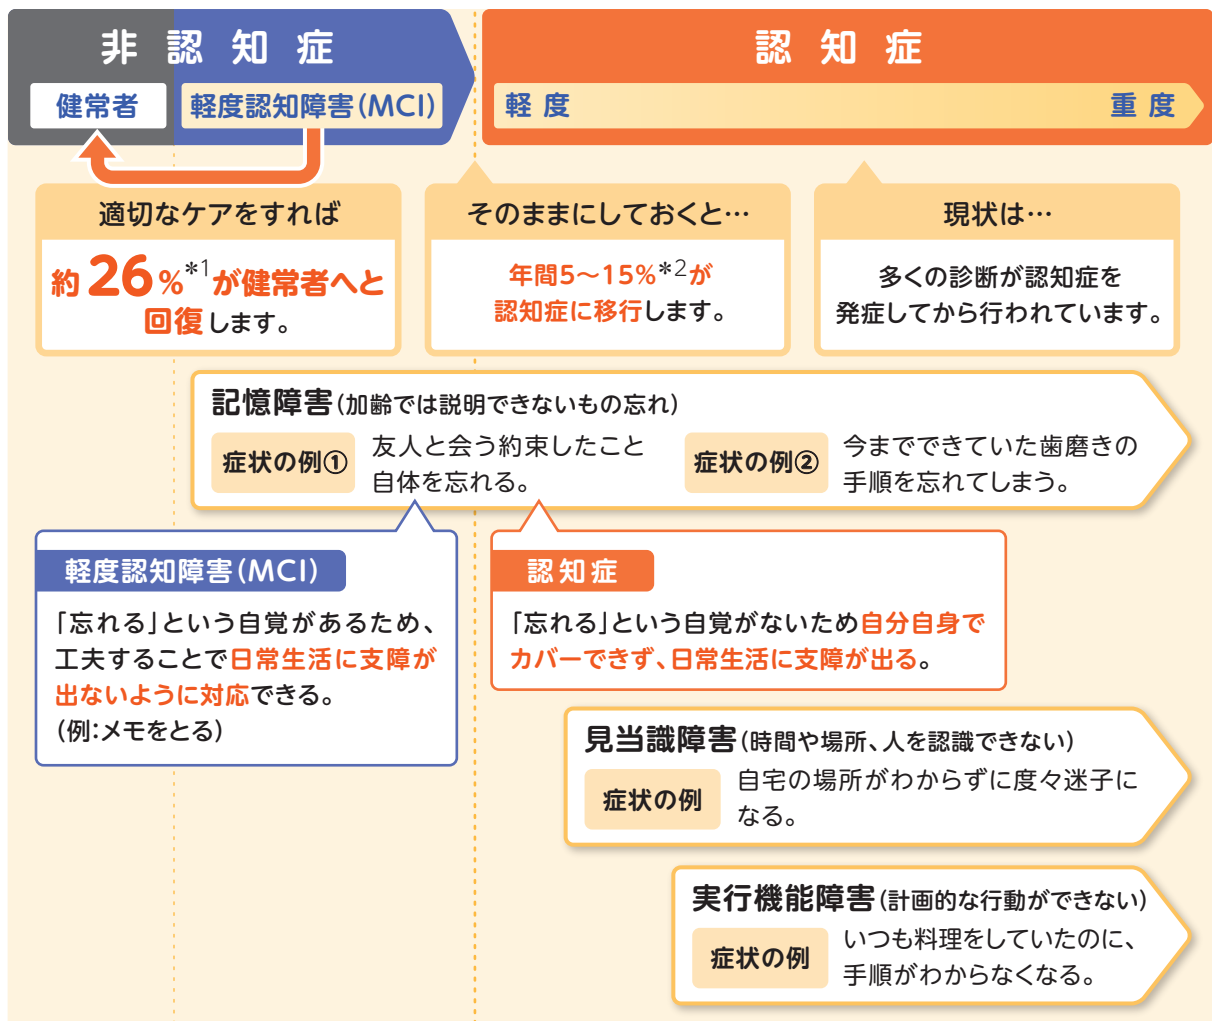 非認知症
認知症
健常者
軽度認知障害(MCI)
軽度
重度
適切なケアをすれば
約26%*1が健常者へと
回復します。
そのままにしておくと…
年間5〜15%*2が
認知症に移行します。
現状は…
多くの診断が認知症を
発症してから行われています。
記憶障害(加齢では説明できないもの忘れ)
症状の例①
友人と会う約束したこと
自体を忘れる。
症状の例②
今までできていた歯磨きの
手順を忘れてしまう。
軽度認知障害(MCI)
「忘れる」という自覚があるため、
工夫することで日常生活に支障が
出ないように対応できる。
(例:メモをとる)
認知症
「忘れる」という自覚がないため自分自身で
カバーできず、日常生活に支障が出る。
見当識障害(時間や場所、人を認識できない)
症状の例
自宅の場所がわからずに度々迷子に
なる。
実行機能障害(計画的な行動ができない)
症状の例
いつも料理をしていたのに、
手順がわからなくなる。